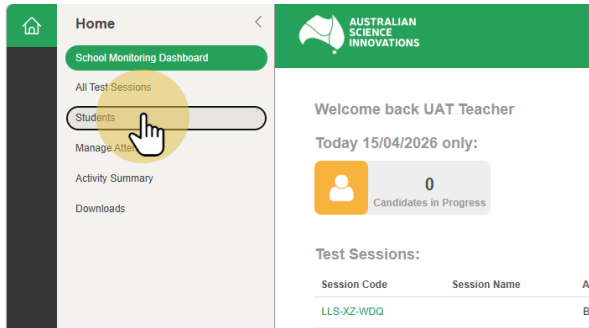 Home
School Monitoring Dashboard
All Test Sessions
Students
Manage
Activity Summary
Downloads
AUSTRALIAN
SCIENCE
INNOVATIONS
Welcome back UAT Teacher
Today 15/04/2026 only:
0
Candidates in Progress
Test Sessions:
Session Code Session Name A
LLS-XZ-WDQ B